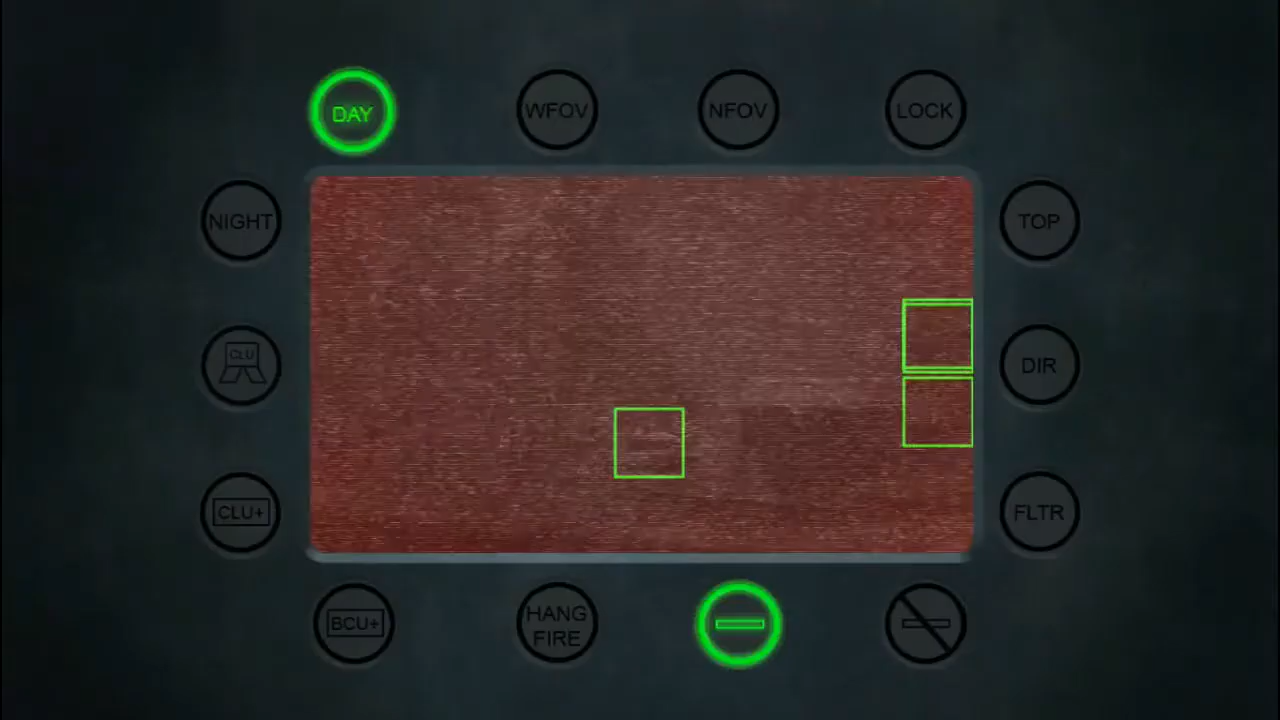 DAY
WFOV
NFOV
LOCK
NIGHT
TOP
CLU
DIR
CLU+
FLTR
BCU+
HANG
FIRE